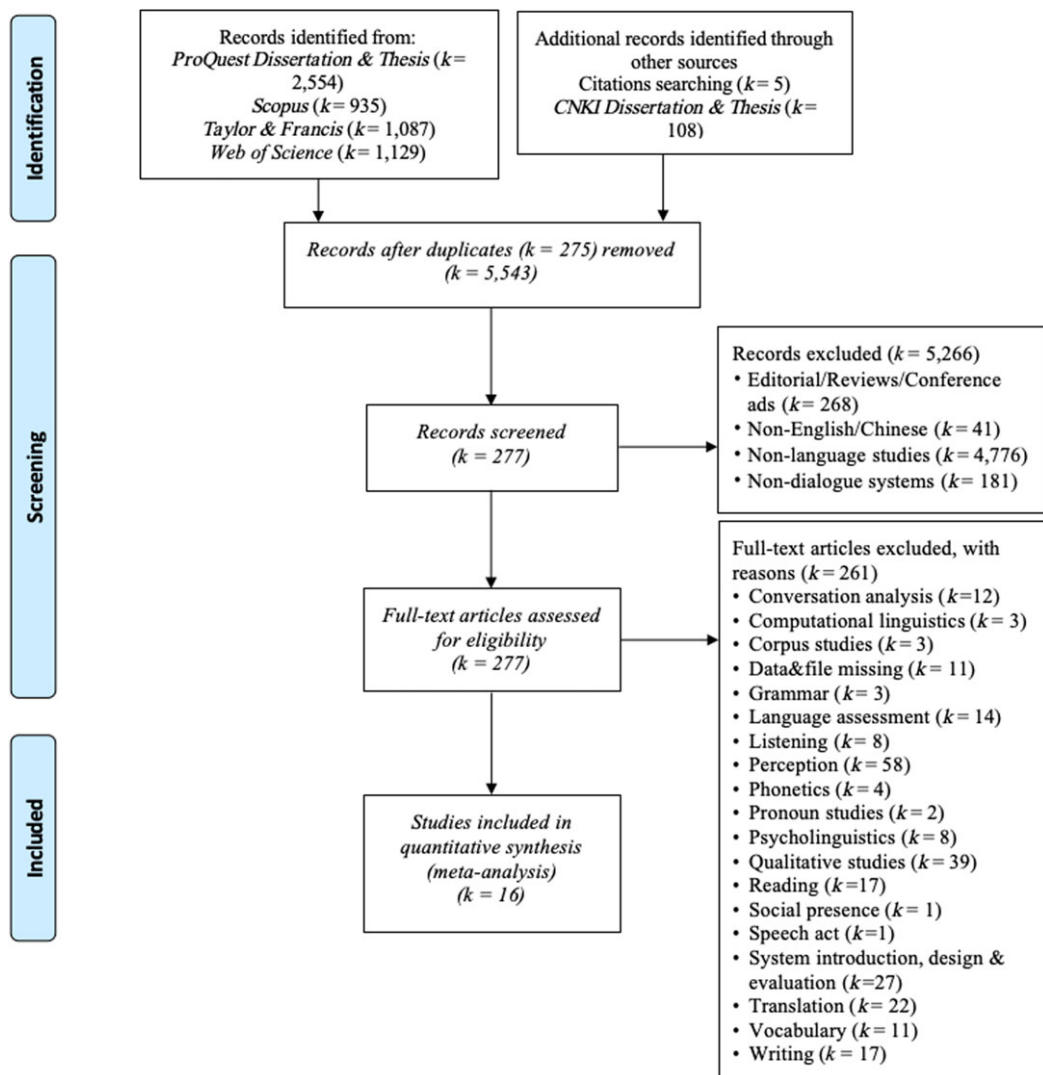 Identification
Records identified from:
ProQuest Dissertation & Thesis (k =
2,554)
Scopus (k = 935)
Taylor & Francis (k = 1,087)
Web of Science (k = 1,129)
Additional records identified through
other sources
Citations searching (k = 5)
CNKI Dissertation & Thesis (k =
108)
Screening
Records after duplicates (k = 275) removed
(k = 5,543)
Records screened
(k = 277)
Records excluded (k = 5,266)
• Editorial/Reviews/Conference
ads (k = 268)
• Non-English/Chinese (k = 41)
• Non-language studies (k = 4,776)
• Non-dialogue systems (k = 181)
Full-text articles assessed
for eligibility
(k = 277)
Full-text articles excluded, with
reasons (k = 261)
• Conversation analysis (k=12)
• Computational linguistics (k = 3)
• Corpus studies (k = 3)
• Data&file missing (k = 11)
• Grammar (k = 3)
• Language assessment (k = 14)
• Listening (k = 8)
• Perception (k = 58)
• Phonetics (k = 4)
• Pronoun studies (k = 2)
• Psycholinguistics (k = 8)
• Qualitative studies (k = 39)
• Reading (k =17)
• Social presence (k = 1)
• Speech act (k=1)
• System introduction, design &
evaluation (k=27)
• Translation (k = 22)
• Vocabulary (k = 11)
• Writing (k = 17)
Included
Studies included in
quantitative synthesis
(meta-analysis)
(k = 16)